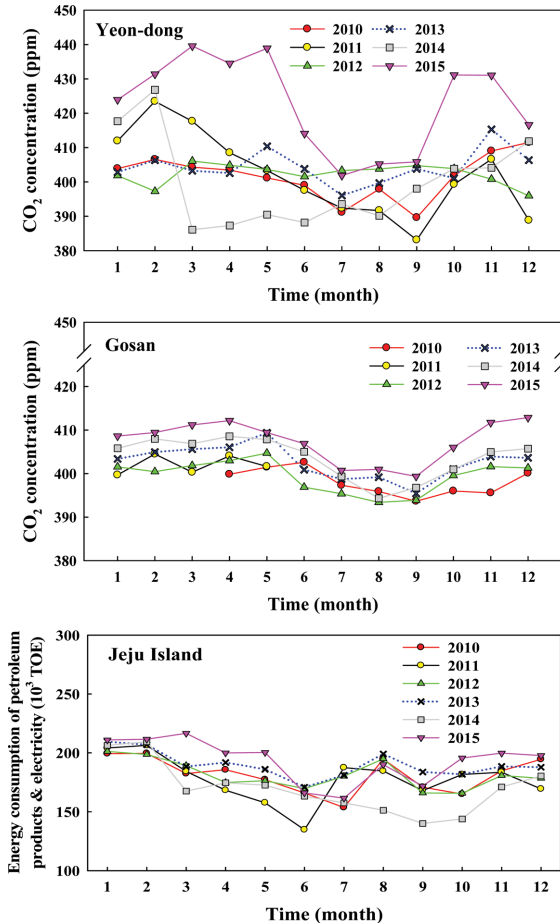 Yeon-dong
2010
2011
2012
2013
2014
2015
CO2 concentration (ppm)
450
440
430
420
410
400
390
380
1 2 3 4 5 6 7 8 9 10 11 12
Time (month)
Gosan
2010
2011
2012
2013
2014
2015
CO2 concentration (ppm)
450
420
410
400
390
380
1 2 3 4 5 6 7 8 9 10 11 12
Time (month)
Jeju Island
2010
2011
2012
2013
2014
2015
Energy consumption of petroleum
products & electricity (10³ TOE)
300
250
200
150
100
1 2 3 4 5 6 7 8 9 10 11 12
Time (month)